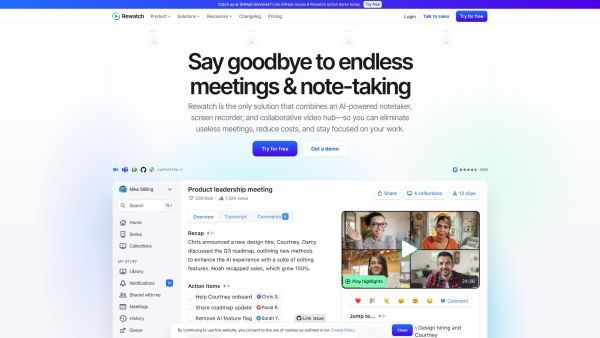 Catch us at GitHub Universe? Link GitHub issues & Rewatch action items today. Try free
Rewatch Product Solutions Resources Changelog Pricing Login Talk to sales Try for free
Say goodbye to endless
meetings & note-taking
Rewatch is the only solution that combines an AI-powered notetaker,
screen recorder, and collaborative video hub—so you can eliminate
useless meetings, reduce costs, and stay focused on your work.
Try for free Get a demo
SUPPORTED
Mike Stilling
Search
Home
Series
Collections
MY STUFF
Library
Notifications
Shared with me
Meetings
History
Queue
Product leadership meeting
200 likes 1,024 views
Share 4 collections 12 clips
Overview Transcript Comments
Recap AI
Chris announced a new design hire, Courtney. Darcy
discussed the Q3 roadmap, outlining new methods
to enhance the AI experience with a suite of editing
features. Noah recapped sales, which grew 150%.
Action Items AI
Help Courtney onboard Chris S.
Share roadmap update Paula R.
Remove AI feature flag Sarah Y. Link issue
Play highlights 24:28
Comment
Jump to...
Design hiring and
Courtney
By continuing to use this website, you consent to the use of cookies as outlined in our Cookie Policy. Close